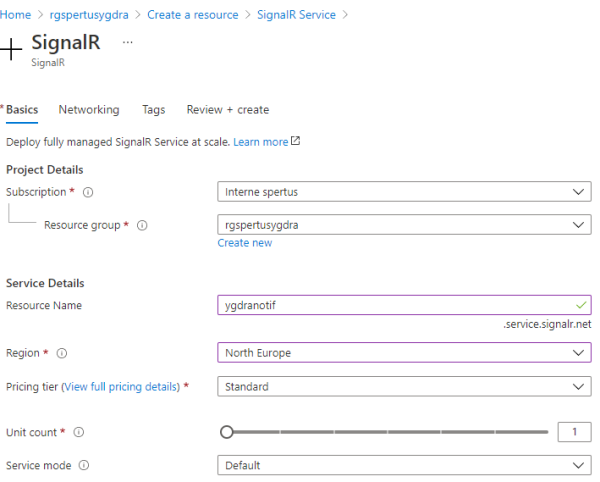 Home > rgspertusygdra > Create a resource > SignalR Service >
SignalR ...
SignalR
* Basics Networking Tags Review + create
Deploy fully managed SignalR Service at scale. Learn more
Project Details
Subscription * Interne spertus
Resource group * rgspertusygdra
Create new
Service Details
Resource Name ygdranotif
.service.signalr.net
Region * North Europe
Pricing tier (View full pricing details) * Standard
Unit count * 1
Service mode Default